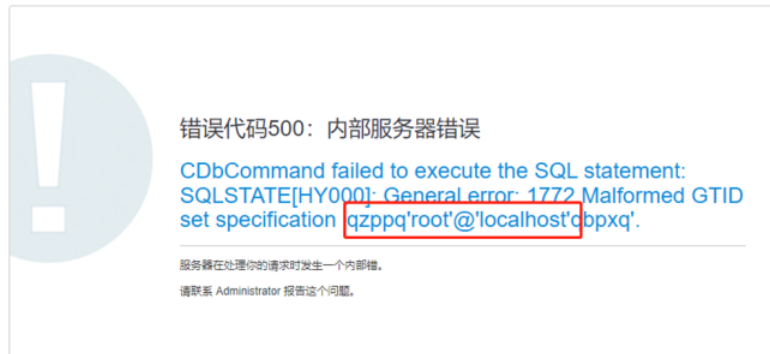 错误代码500：内部服务器错误
CDbCommand failed to execute the SQL statement:
SQLSTATE[HY000]: General error: 1772 Malformed GTID
set specification 'qzppq'root'@'localhost'qbpxq'.
服务器在处理你的请求时发生一个内部错。
请联系 Administrator 报告这个问题。